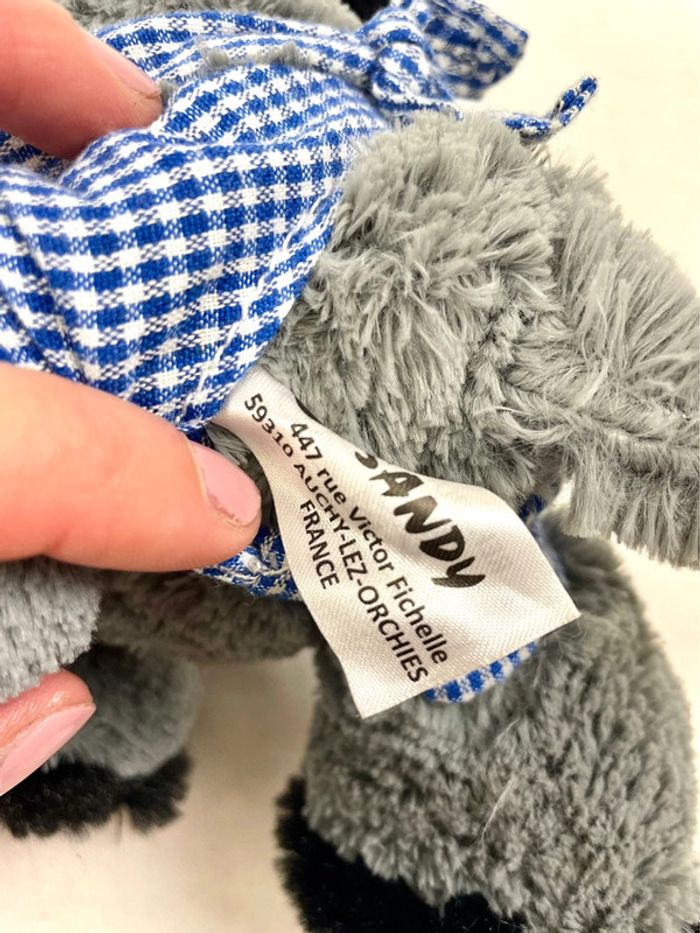 SANDY
447 rue Victor Fichelle
59310 AUCHY-LEZ-ORCHIES
FRANCE